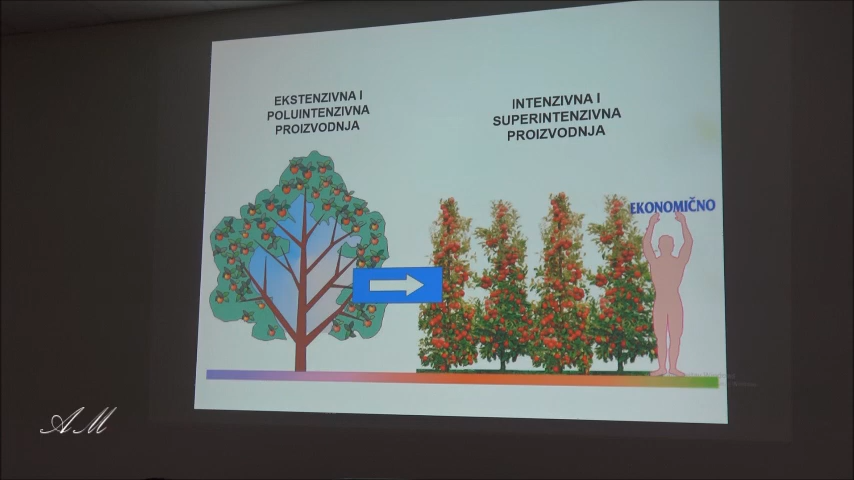 EKSTENZIVNA I
POLUINTENZIVNA
PROIZVODNJA
INTENZIVNA I
SUPERINTENZIVNA
PROIZVODNJA
EKONOMIČNO
AM